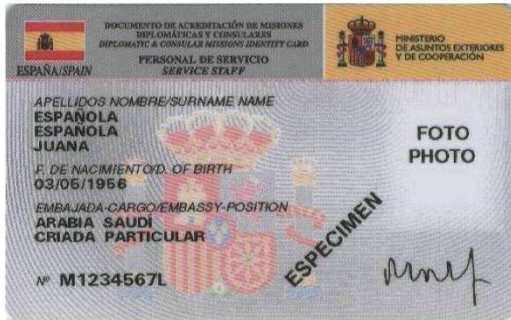 DOCUMENTO DE ACREDITACIÓN DE MISIONES
DIPLOMÁTICAS Y CONSULARES
DIPLOMATIC & CONSULAR MISSIONS IDENTITY CARD
PERSONAL DE SERVICIO
SERVICE STAFF
ESPAÑA/SPAIN
MINISTERIO
DE ASUNTOS EXTERIORES
Y DE COOPERACIÓN
APELLIDOS NOMBRE/SURNAME NAME
ESPAÑOLA
ESPAÑOLA
JUANA
FOTO
PHOTO
F. DE NACIMIENTO/D. OF BIRTH
03/05/1956
EMBAJADA-CARGO/EMBASSY-POSITION
ARABIA SAUDÍ
CRIADA PARTICULAR
ESPECIMEN
Nº M1234567L